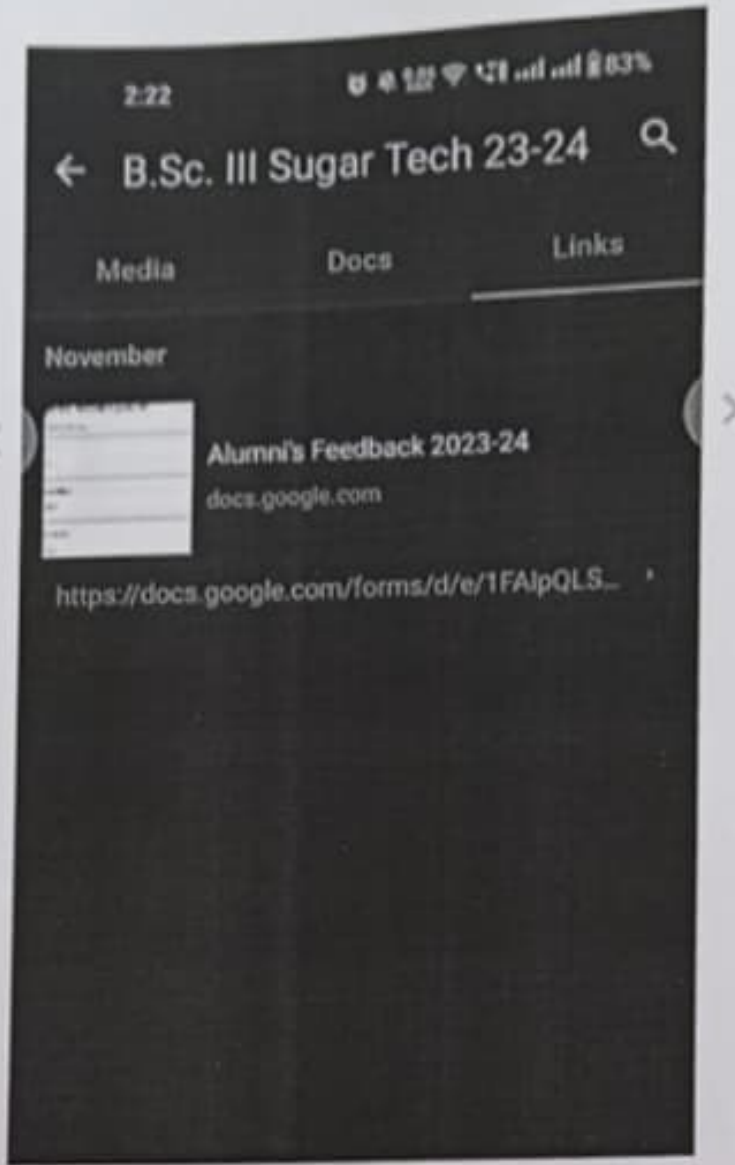 2:22 83%
B.Sc. III Sugar Tech 23-24
Media Docs Links
November
Alumni's Feedback 2023-24
docs.google.com
https://docs.google.com/forms/d/e/1FAIpQLS...